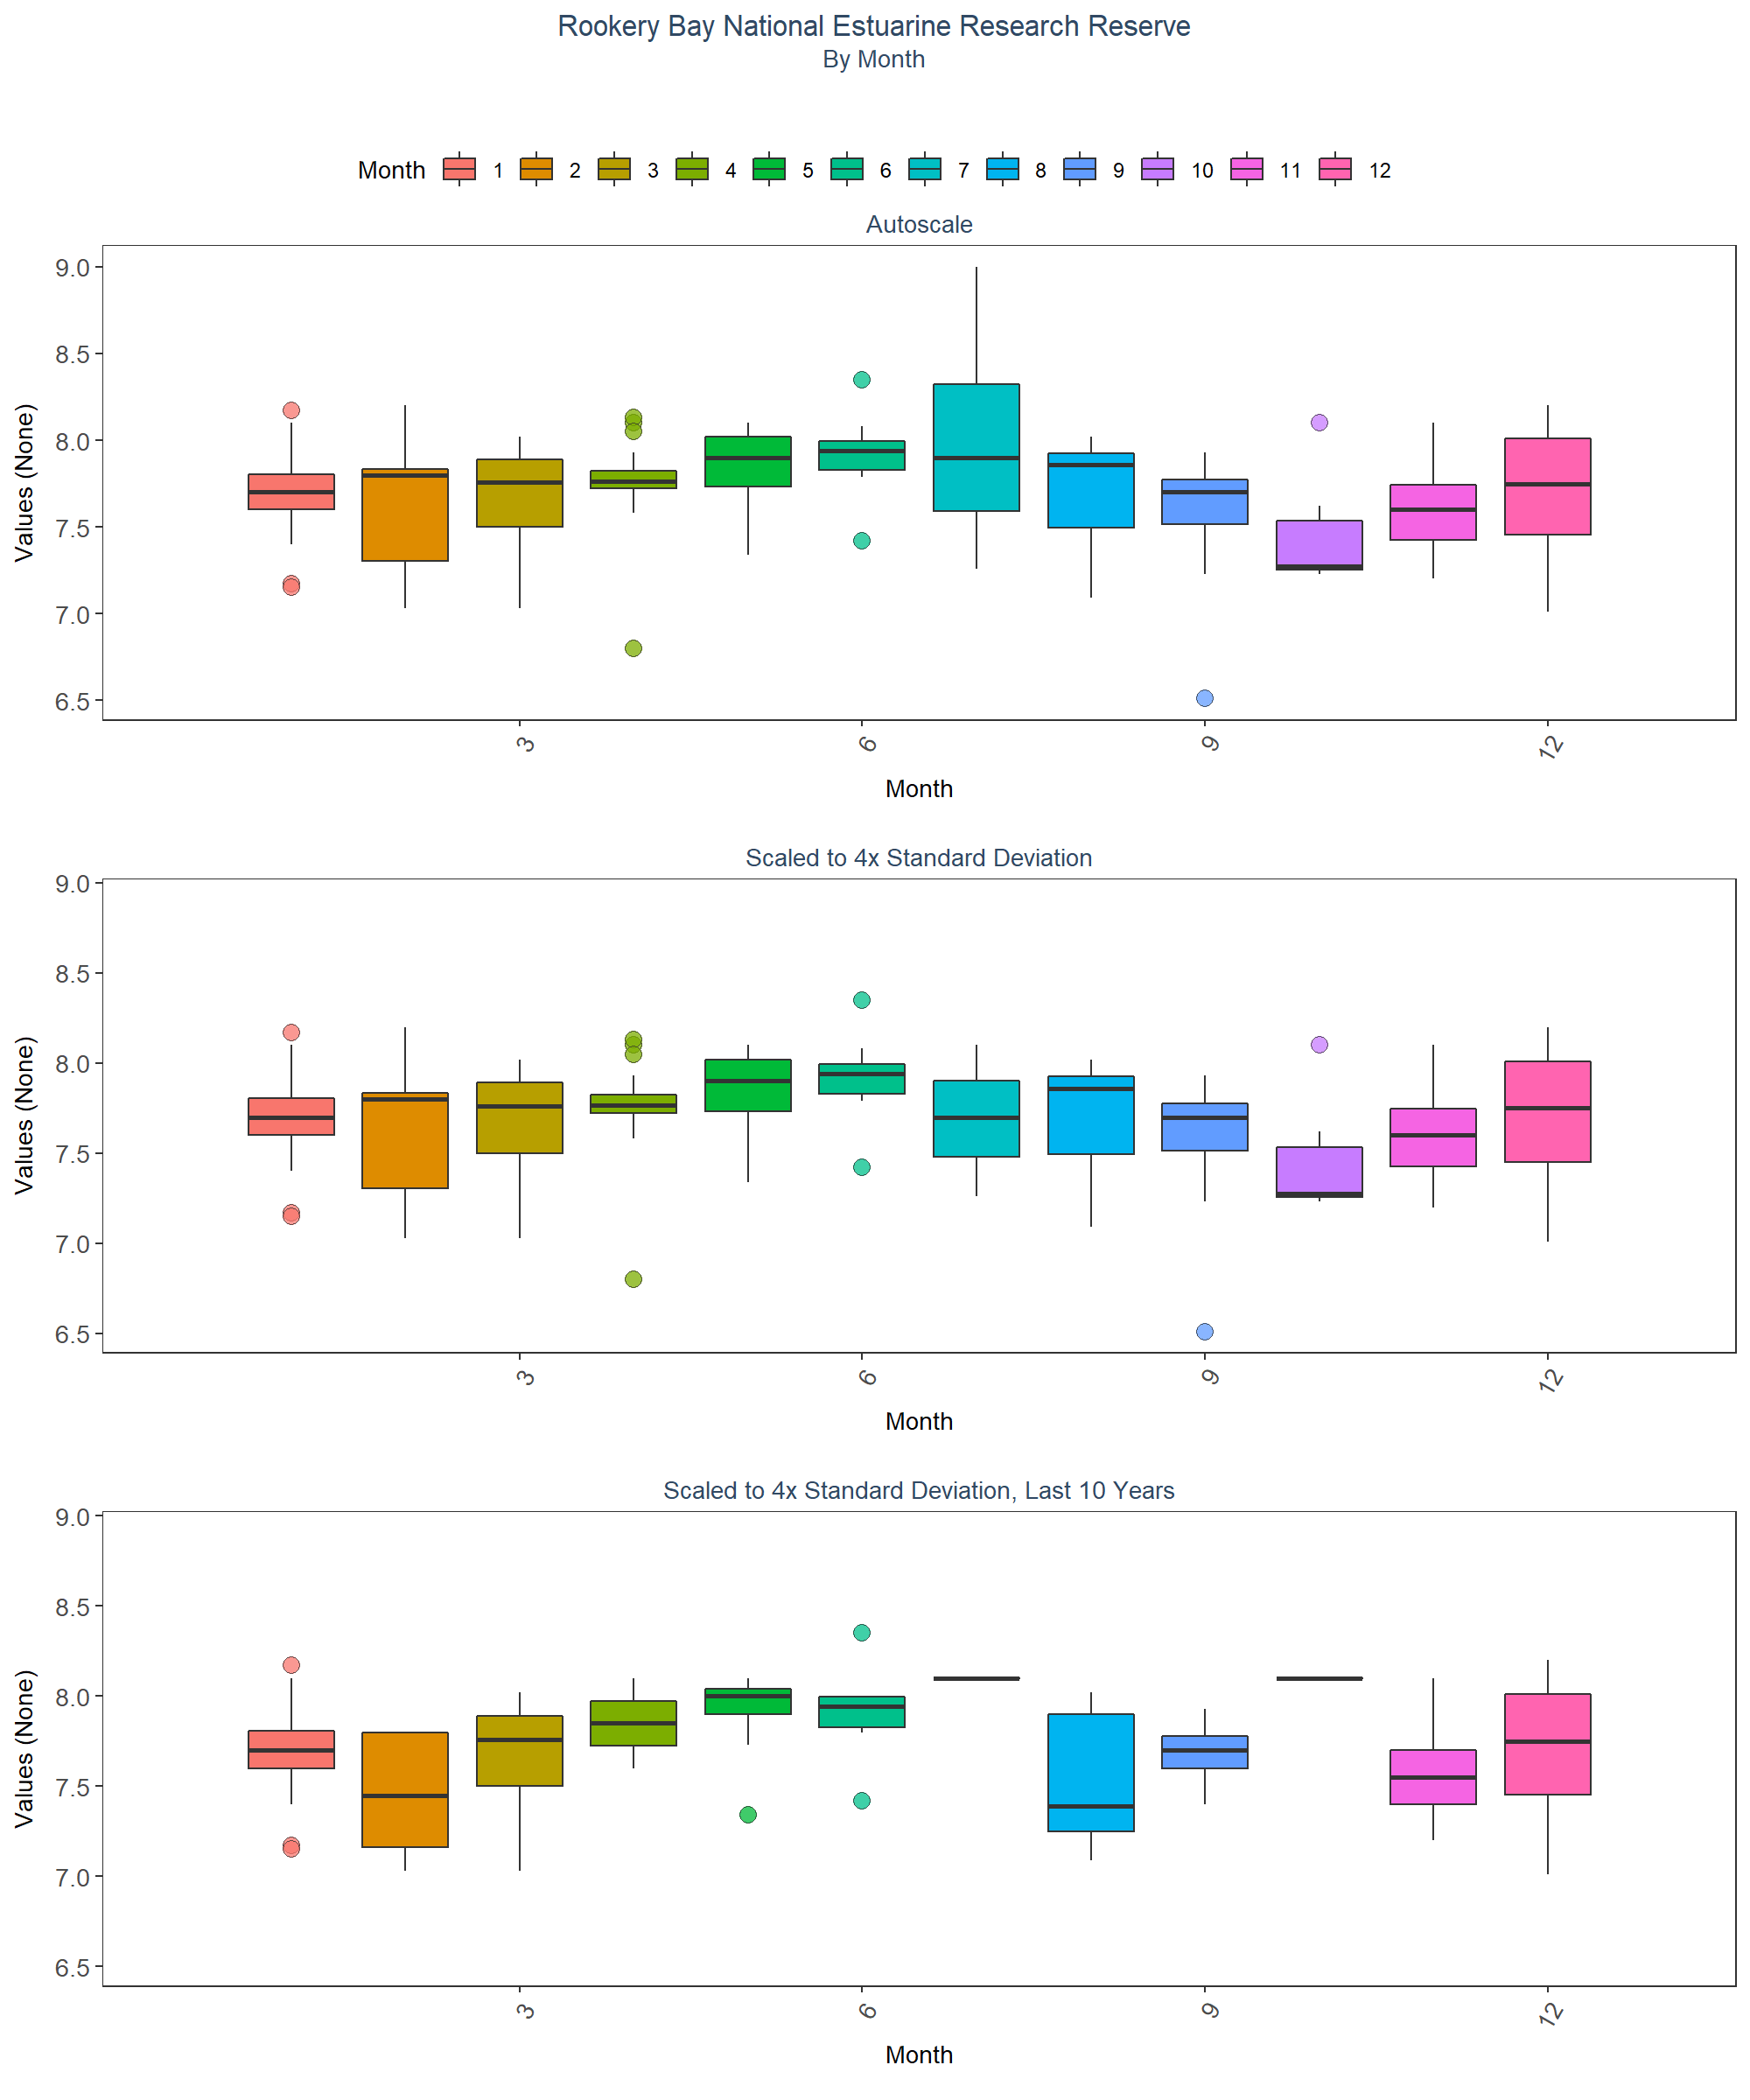 Rookery Bay National Estuarine Research Reserve
By Month
Month 1 2 3 4 5 6 7 8 9 10 11 12
Autoscale
Values (None)
9.0
8.5
8.0
7.5
7.0
6.5
3 6 9 12
Month
Scaled to 4x Standard Deviation
Values (None)
9.0
8.5
8.0
7.5
7.0
6.5
3 6 9 12
Month
Scaled to 4x Standard Deviation, Last 10 Years
Values (None)
9.0
8.5
8.0
7.5
7.0
6.5
3 6 9 12
Month